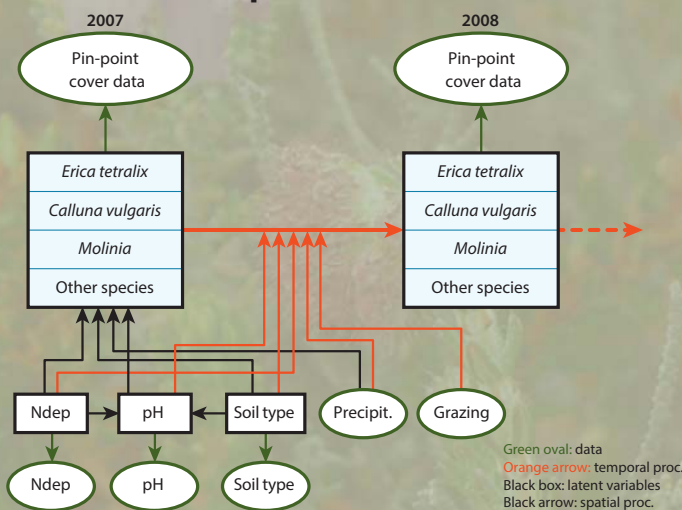 2007
2008
Pin-point
cover data
Pin-point
cover data
Erica tetralix
Calluna vulgaris
Molinia
Other species
Erica tetralix
Calluna vulgaris
Molinia
Other species
Ndep
pH
Soil type
Precipit.
Grazing
Ndep
pH
Soil type
Green oval: data
Orange arrow: temporal proc.
Black box: latent variables
Black arrow: spatial proc.